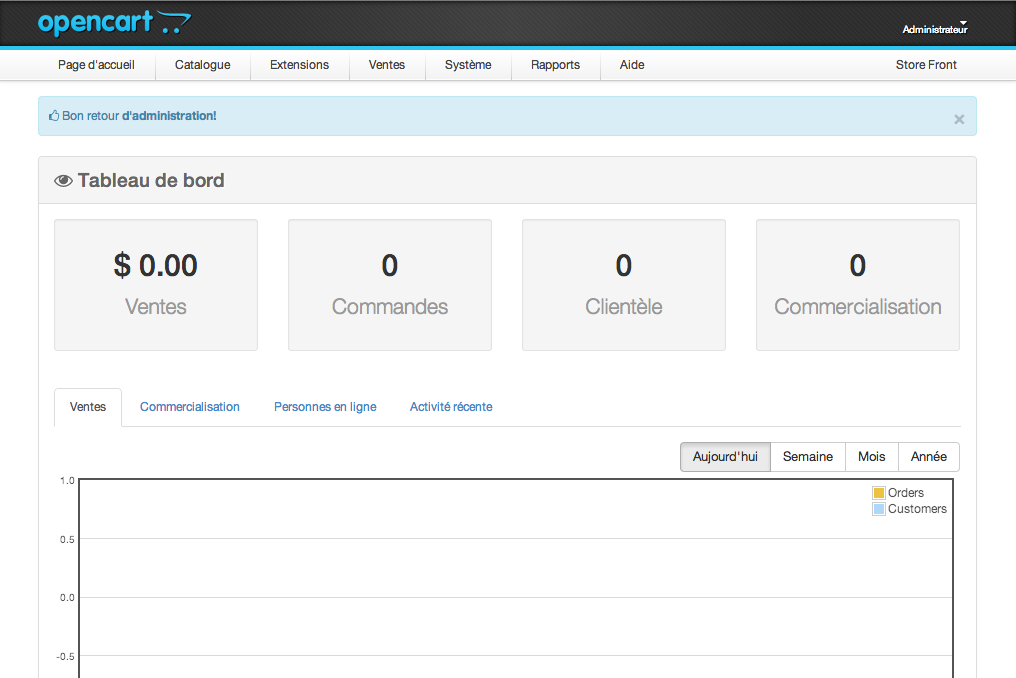 opencart
Administrateur
Page d'accueil Catalogue Extensions Ventes Système Rapports Aide Store Front
Bon retour d'administration!
×
Tableau de bord
$ 0.00 0 0 0
Ventes Commandes Clientèle Commercialisation
Ventes Commercialisation Personnes en ligne Activité récente
Aujourd'hui Semaine Mois Année
1.0
Orders
Customers
0.5
0.0
-0.5